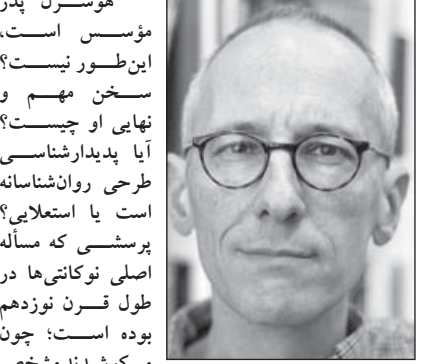 هوسرل پدر
مؤسس است،
این‌طور نیست؟
سخن مهم و
نهایی او چیست؟
آیا پدیدارشناسی
طرحی روان‌شناسانه
است یا استعلایی؟
پرسشی که مسأله
اصلی نوکانتی‌ها در
طول قرن نوزدهم
بوده است؛ چون